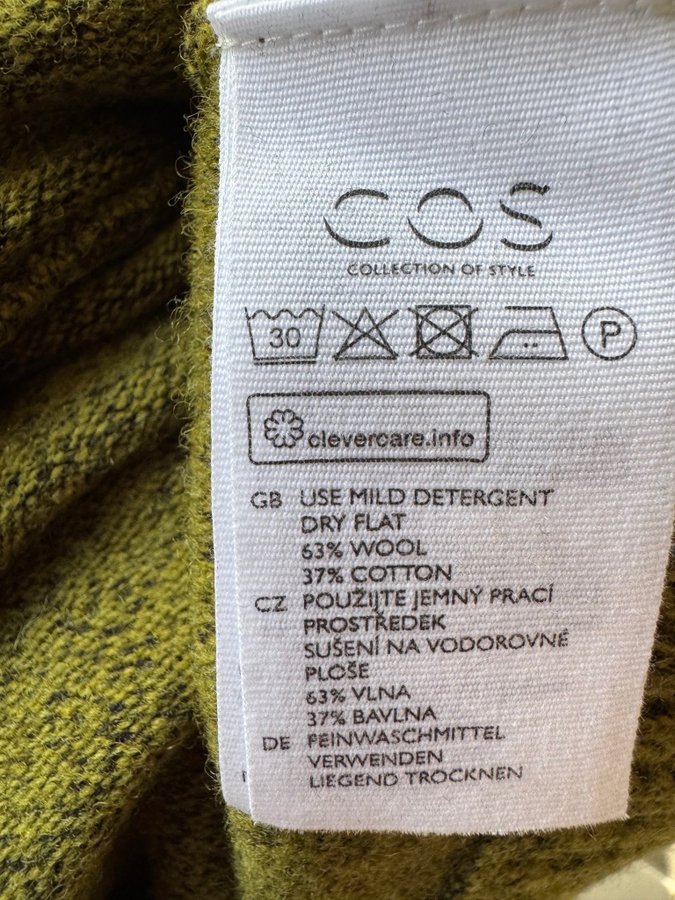 COS
COLLECTION OF STYLE
30
P
clevercare.info
GB USE MILD DETERGENT
DRY FLAT
63% WOOL
37% COTTON
CZ POUŽIJTE JEMNÝ PRACÍ
PROSTŘEDEK
SUŠENÍ NA VODOROVNÉ
PLOŠE
63% VLNA
37% BAVLNA
DE FEINWASCHMITTEL
VERWENDEN
LIEGEND TROCKNEN